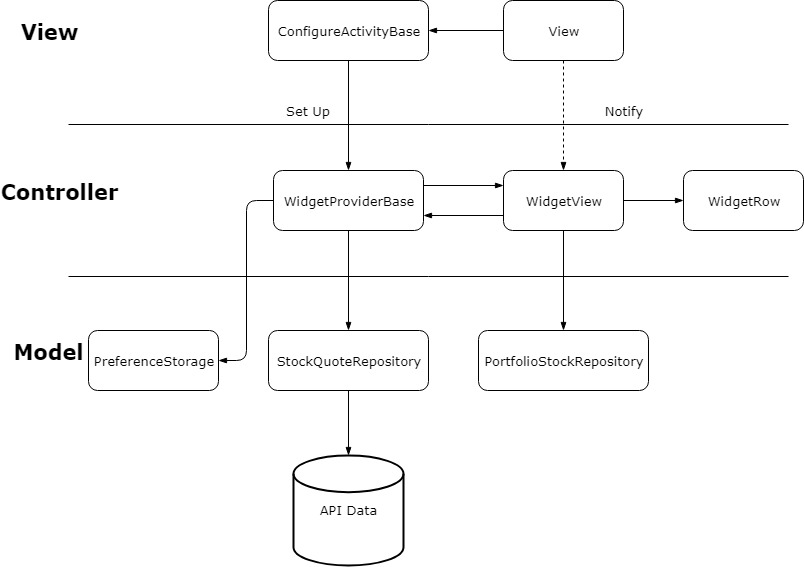 View
ConfigureActivityBase
View
Set Up
Notify
Controller
WidgetProviderBase
WidgetView
WidgetRow
Model
PreferenceStorage
StockQuoteRepository
PortfolioStockRepository
API Data